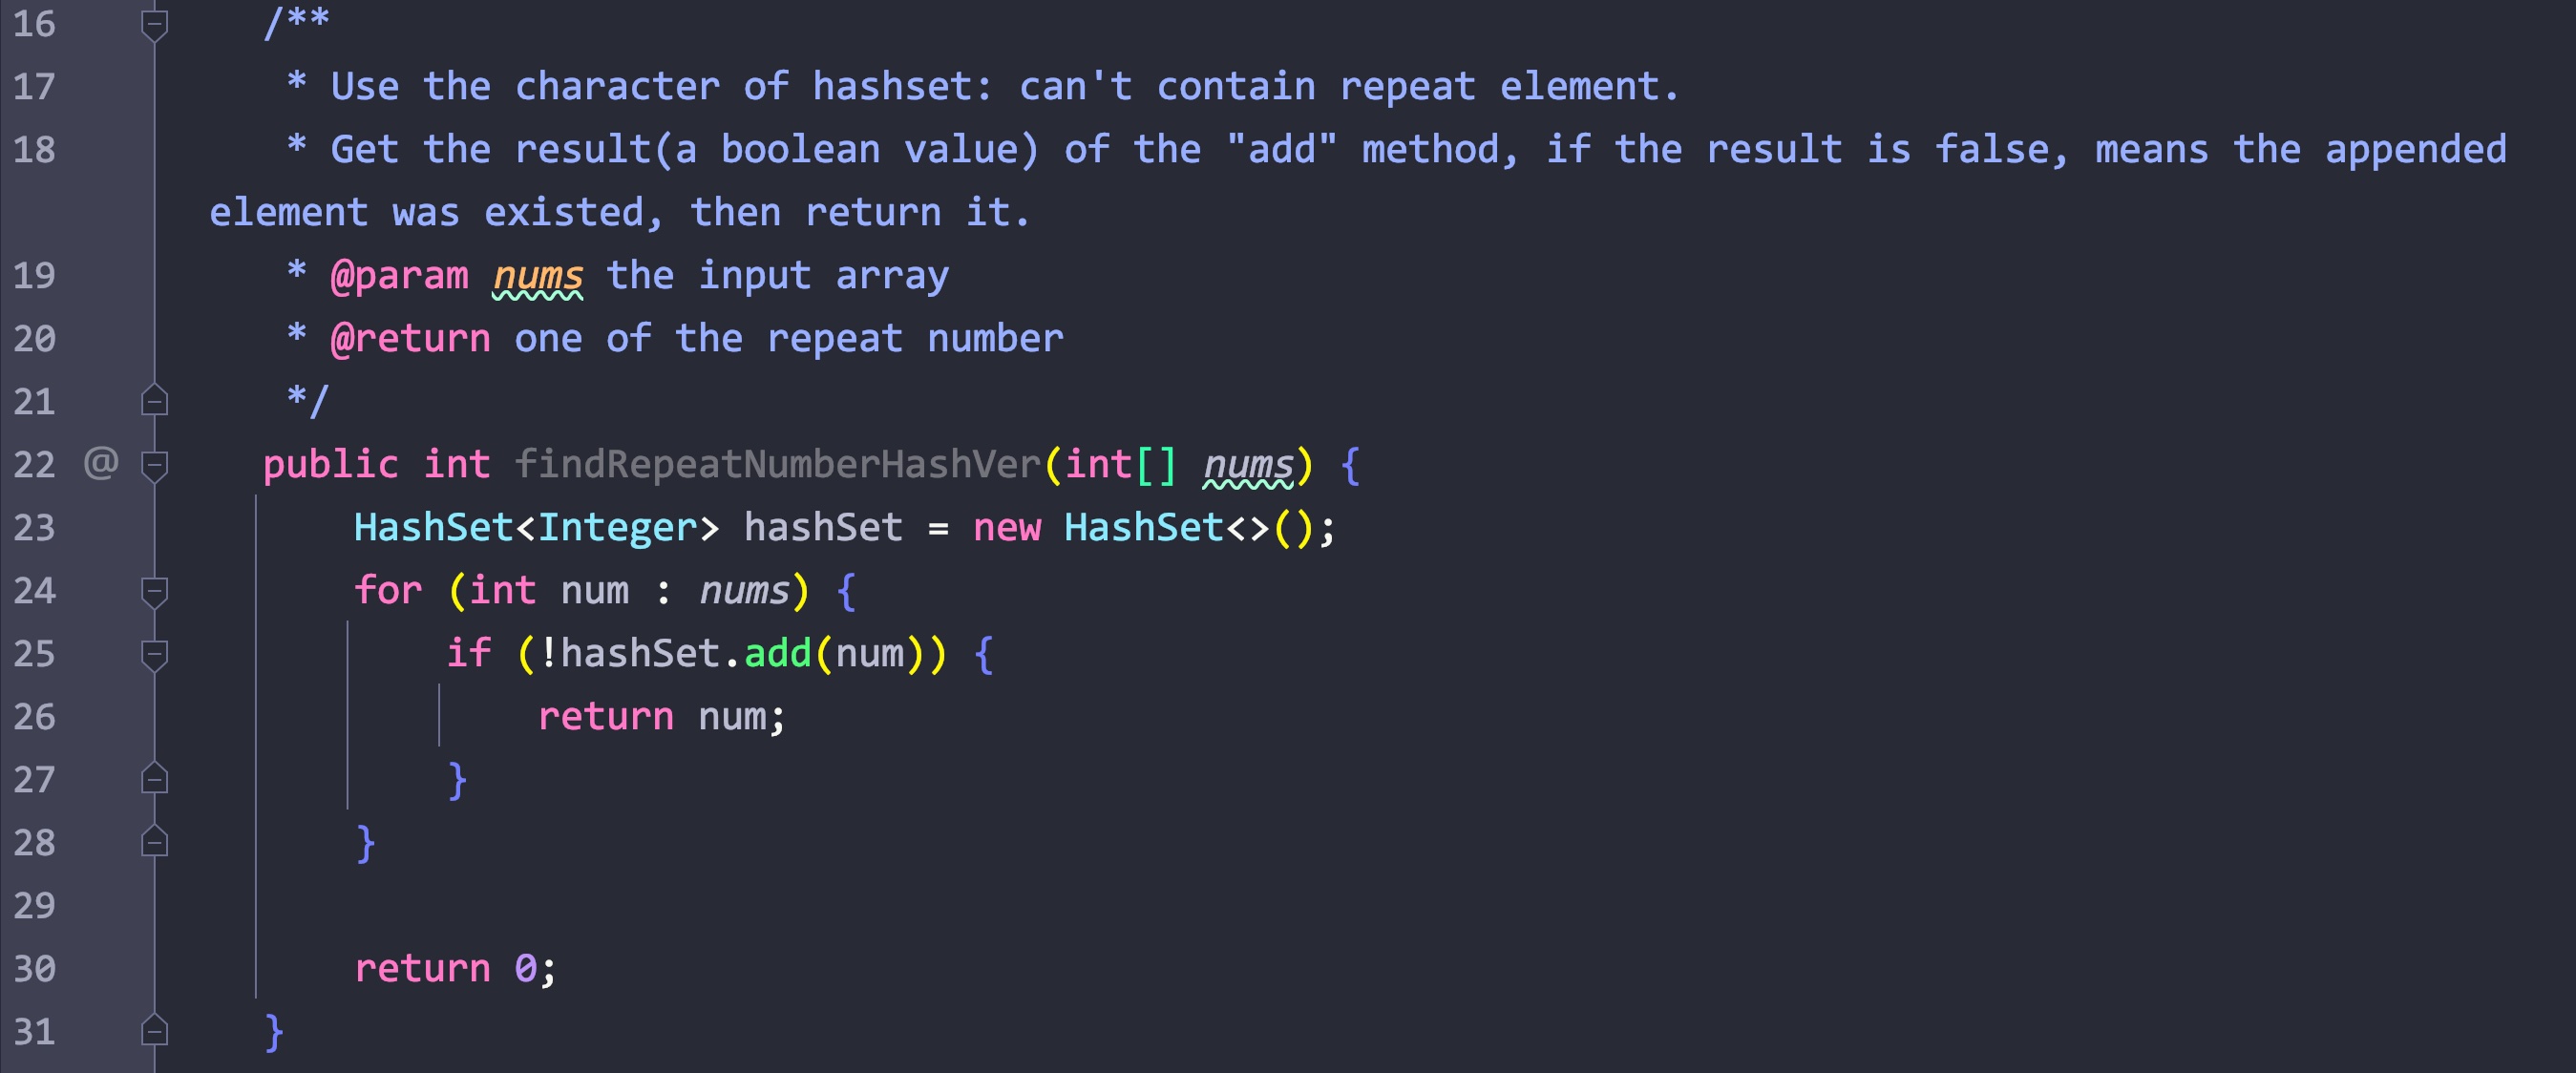 16 /**
17 * Use the character of hashset: can't contain repeat element.
18 * Get the result(a boolean value) of the "add" method, if the result is false, means the appended
element was existed, then return it.
19 * @param nums the input array
20 * @return one of the repeat number
21 */
22 @ public int findRepeatNumberHashVer(int[] nums) {
23 HashSet<Integer> hashSet = new HashSet<>();
24 for (int num : nums) {
25 if (!hashSet.add(num)) {
26 return num;
27 }
28 }
29
30 return 0;
31 }